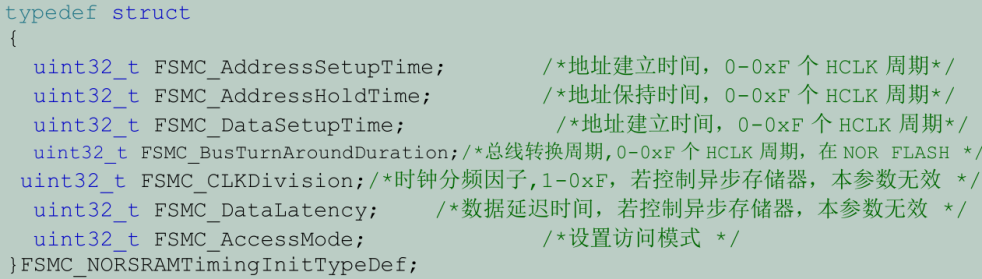 typedef struct
{
uint32_t FSMC_AddressSetupTime; /*地址建立时间，0-0xF 个 HCLK 周期*/
uint32_t FSMC_AddressHoldTime; /*地址保持时间，0-0xF 个 HCLK 周期*/
uint32_t FSMC_DataSetupTime; /*地址建立时间，0-0xF 个 HCLK 周期*/
uint32_t FSMC_BusTurnAroundDuration;/*总线转换周期,0-0xF 个 HCLK 周期，在 NOR FLASH */
uint32_t FSMC_CLKDivision;/*时钟分频因子,1-0xF，若控制异步存储器，本参数无效 */
uint32_t FSMC_DataLatency; /*数据延迟时间，若控制异步存储器，本参数无效 */
uint32_t FSMC_AccessMode; /*设置访问模式 */
}FSMC_NORSRAMTimingInitTypeDef;